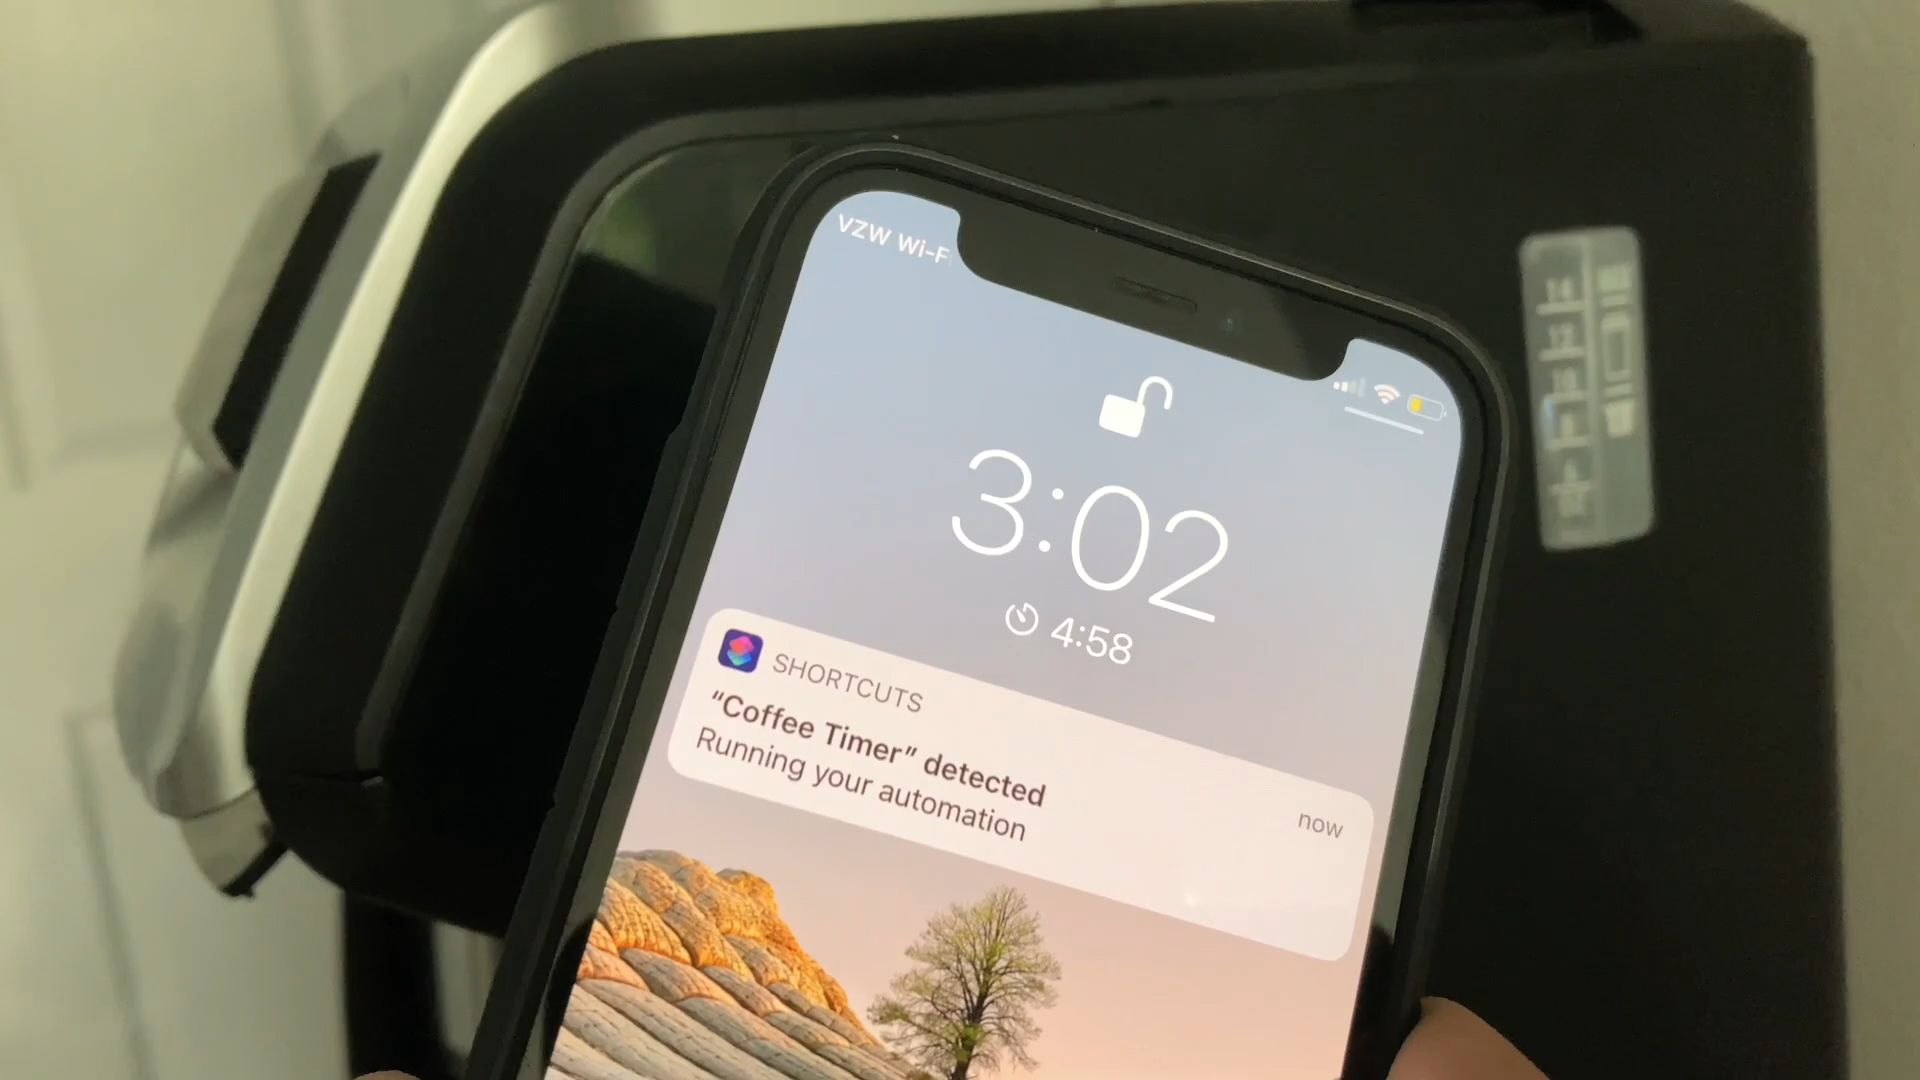 VZW Wi-F
3:02
4:58
SHORTCUTS
“Coffee Timer” detected
Running your automation
now